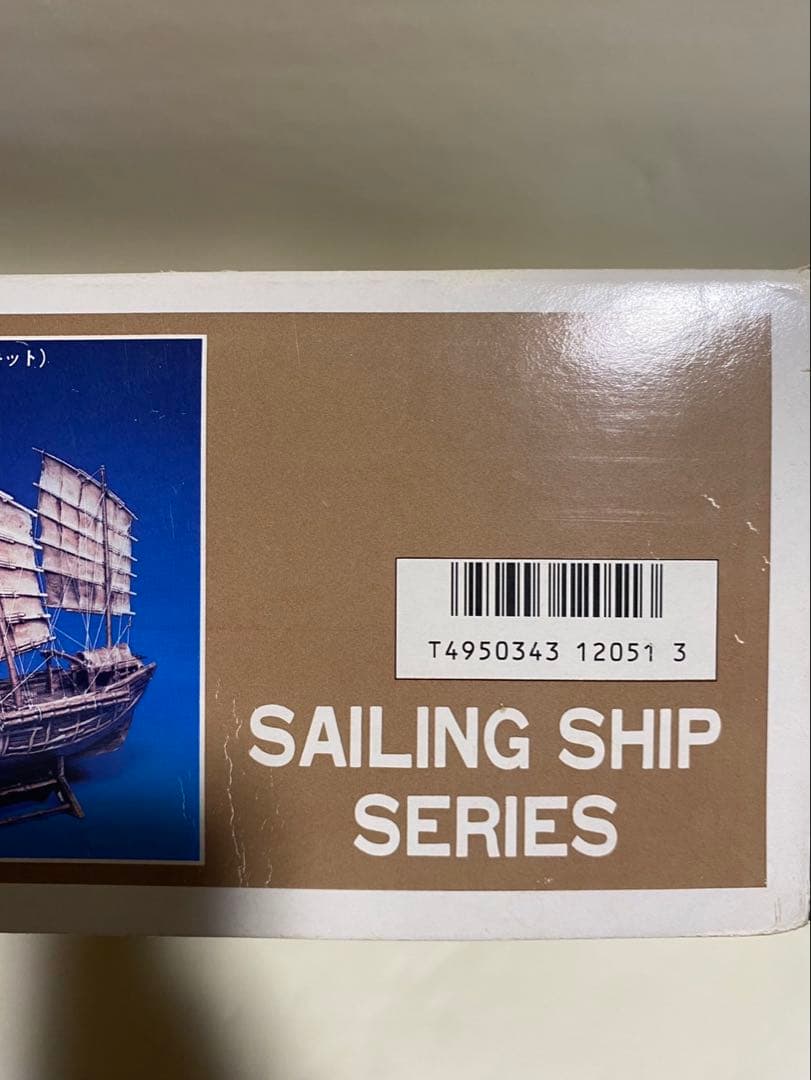 ット)
T4950343 12051 3
SAILING SHIP
SERIES